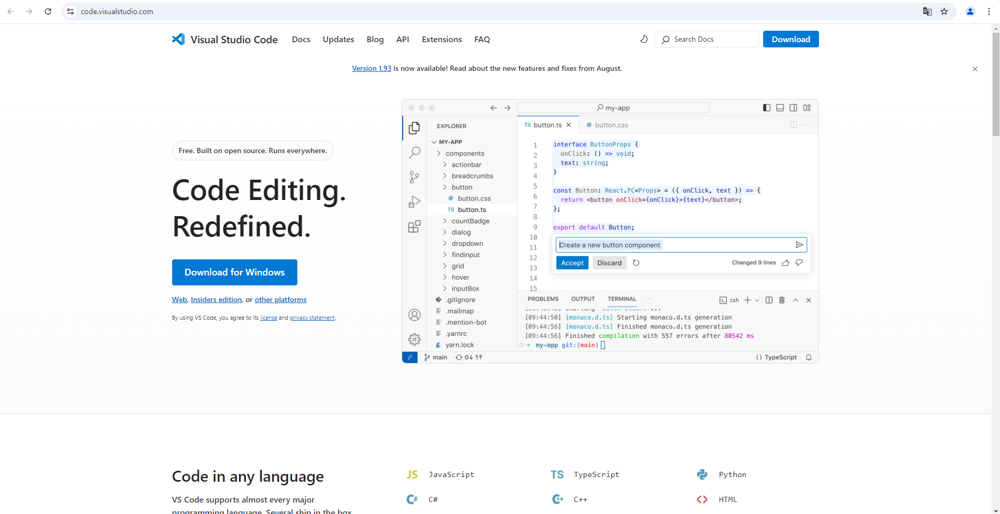 code.visualstudio.com
Visual Studio Code Docs Updates Blog API Extensions FAQ Search Docs Download
Version 1.93 is now available! Read about the new features and fixes from August.
Free. Built on open source. Runs everywhere.
Code Editing.
Redefined.
Download for Windows
Web, Insiders edition, or other platforms
By using VS Code, you agree to its license and privacy statement.
my-app
EXPLORER
MY-APP
components
actionbar
breadcrumbs
button
# button.css
TS button.ts
countBadge
dialog
dropdown
findinput
grid
hover
inputBox
.gitignore
.mailmap
.mention-bot
.yarnrc
yarn.lock
TS button.ts # button.css
1 interface ButtonProps {
2 onClick: () => void;
3 text: string;
4 }
5
6 const Button: React.FC<Props> = ({ onClick, text }) => {
7 return <button onClick={onClick}>{text}</button>;
8 };
9 export default Button;
10
11
12
13
14
15
Create a new button component
Accept Discard Changed 9 lines
PROBLEMS OUTPUT TERMINAL ··· zsh
[09:44:50] [monaco.d.ts] Starting monaco.d.ts generation
[09:44:56] [monaco.d.ts] Finished monaco.d.ts generation
[09:44:56] Finished compilation with 557 errors after 80542 ms
my-app git:(main)
main 0↓ 1↑ {} TypeScript
Code in any language
VS Code supports almost every major
programming language. Several ship in the box
JS JavaScript
TS TypeScript
Python
C# C#
C++ C++
HTML